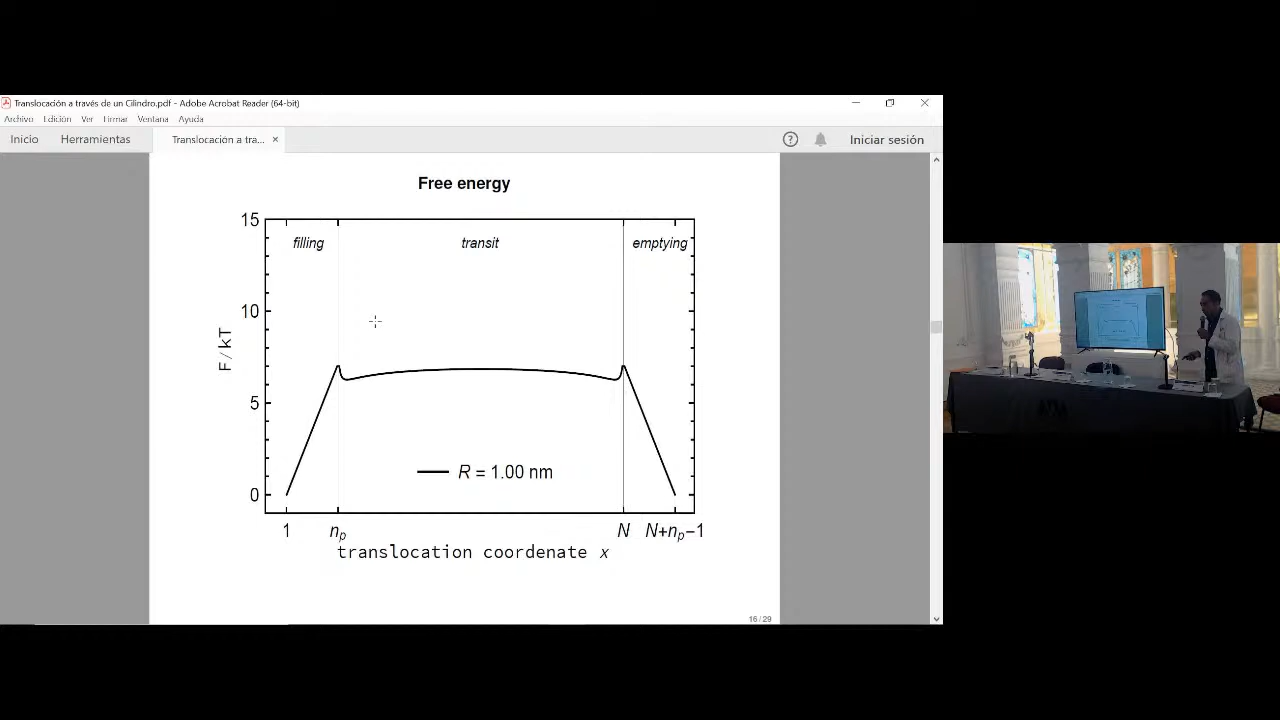 Translocación a través de un Cilindro.pdf - Adobe Acrobat Reader (64-bit)
Archivo Edición Ver Firmar Ventana Ayuda
Inicio Herramientas Translocación a tra... × Iniciar sesión
Free energy
15
filling transit emptying
10
F / kT
5
R = 1.00 nm
0
1 nₚ N N+nₚ−1
translocation coordenate x
16 / 29